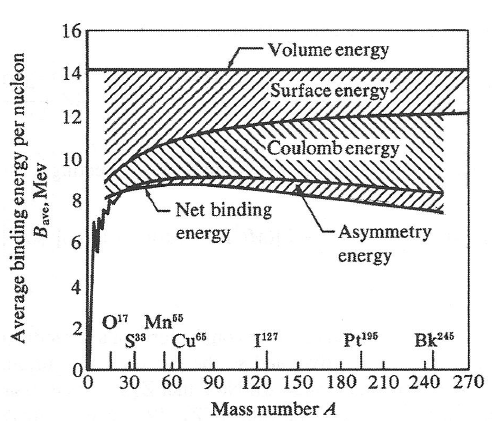 Average binding energy per nucleon
B_ave, Mev
16
14
12
10
8
6
4
2
0
Volume energy
Surface energy
Coulomb energy
Net binding
energy
Asymmetry
energy
O¹⁷
S³³
Mn⁵⁵
Cu⁶⁵
I¹²⁷
Pt¹⁹⁵
Bk²⁴⁵
0 30 60 90 120 150 180 210 240 270
Mass number A